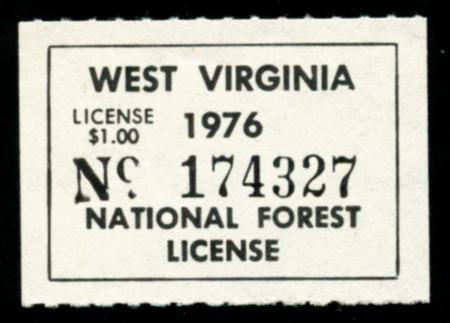 WEST VIRGINIA
LICENSE 1976
$1.00
Nº 174327
NATIONAL FOREST
LICENSE